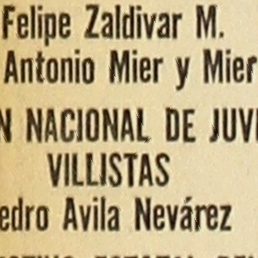 Felipe Zaldivar M.
Antonio Mier y Mier
N NACIONAL DE JUV
VILLISTAS
edro Avila Nevárez